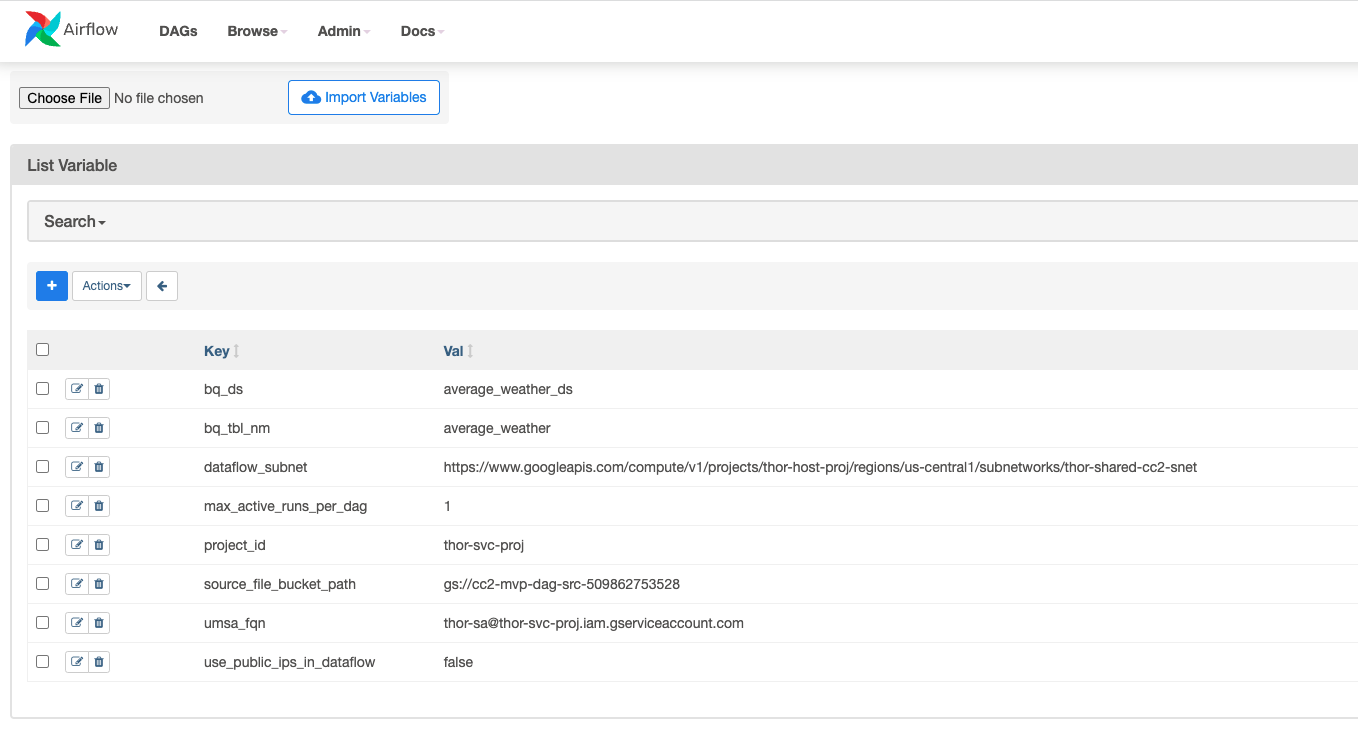 Airflow DAGs Browse Admin Docs
Choose File No file chosen Import Variables
List Variable
Search
+ Actions
Key Val
bq_ds average_weather_ds
bq_tbl_nm average_weather
dataflow_subnet https://www.googleapis.com/compute/v1/projects/thor-host-proj/regions/us-central1/subnetworks/thor-shared-cc2-snet
max_active_runs_per_dag 1
project_id thor-svc-proj
source_file_bucket_path gs://cc2-mvp-dag-src-509862753528
umsa_fqn thor-sa@thor-svc-proj.iam.gserviceaccount.com
use_public_ips_in_dataflow false